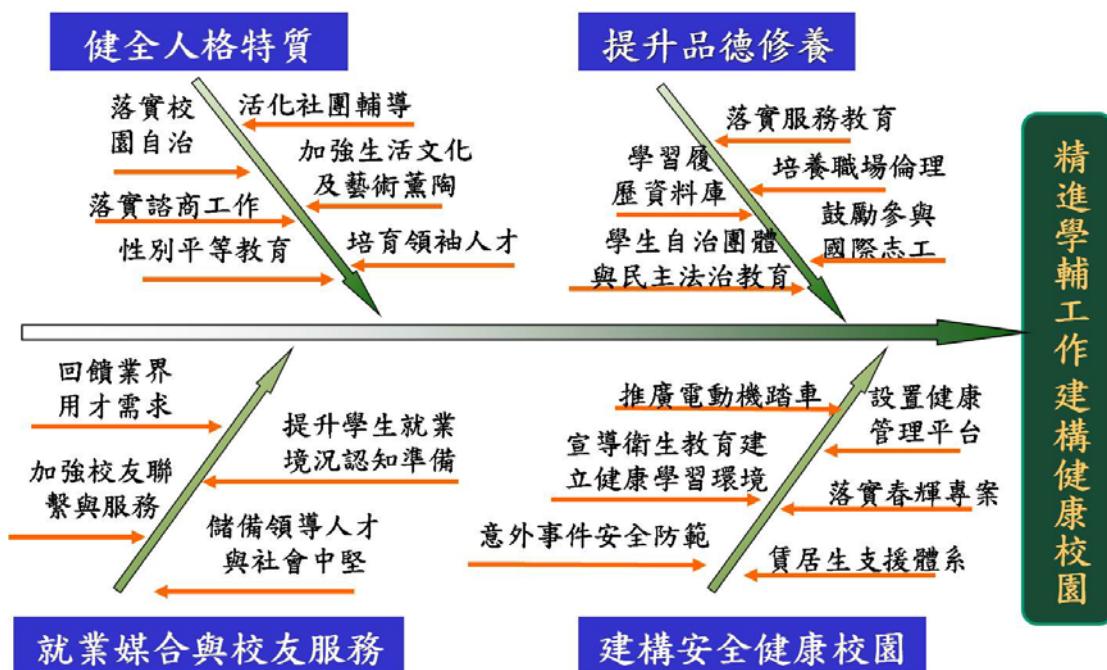 健全人格特質
落實校
園自治
活化社團輔導
加強生活文化
及藝術薰陶
落實諮商工作
性別平等教育
培育領袖人才
提升品德修養
落實服務教育
學習履
歷資料庫
培養職場倫理
鼓勵參與
國際志工
學生自治團體
與民主法治教育
精進學輔工作 建構健康校園
回饋業界
用才需求
提升學生就業
境況認知準備
加強校友聯
繫與服務
儲備領導人才
與社會中堅
就業媒合與校友服務
推廣電動機踏車
設置健康
管理平台
宣導衛生教育建
立健康學習環境
落實春暉專案
意外事件安全防範
賃居生支援體系
建構安全健康校園